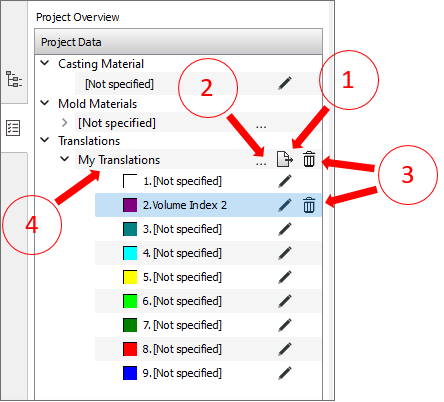 Project Overview
Project Data
Casting Material
[Not specified]
Mold Materials
[Not specified] ...
Translations
My Translations ...
1. [Not specified]
2. Volume Index 2
3. [Not specified]
4. [Not specified]
5. [Not specified]
6. [Not specified]
7. [Not specified]
8. [Not specified]
9. [Not specified]
1
2
3
4